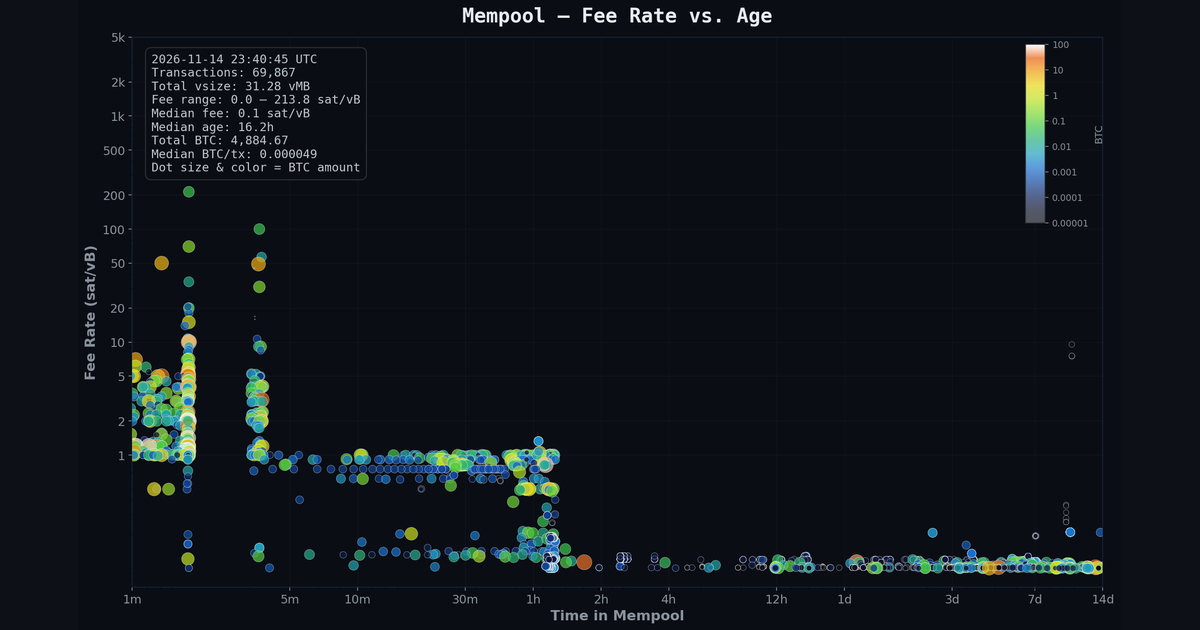 Mempool — Fee Rate vs. Age
2026-11-14 23:40:45 UTC
Transactions: 69,867
Total vsize: 31.28 vMB
Fee range: 0.0 — 213.8 sat/vB
Median fee: 0.1 sat/vB
Median age: 16.2h
Total BTC: 4,884.67
Median BTC/tx: 0.000049
Dot size & color = BTC amount
5k
2k
1k
500
200
100
50
20
10
5
2
1
Fee Rate (sat/vB)
100
10
1
0.1
0.01
0.001
0.0001
0.00001
BTC
1m
5m
10m
30m
1h
2h
4h
12h
1d
3d
7d
14d
Time in Mempool